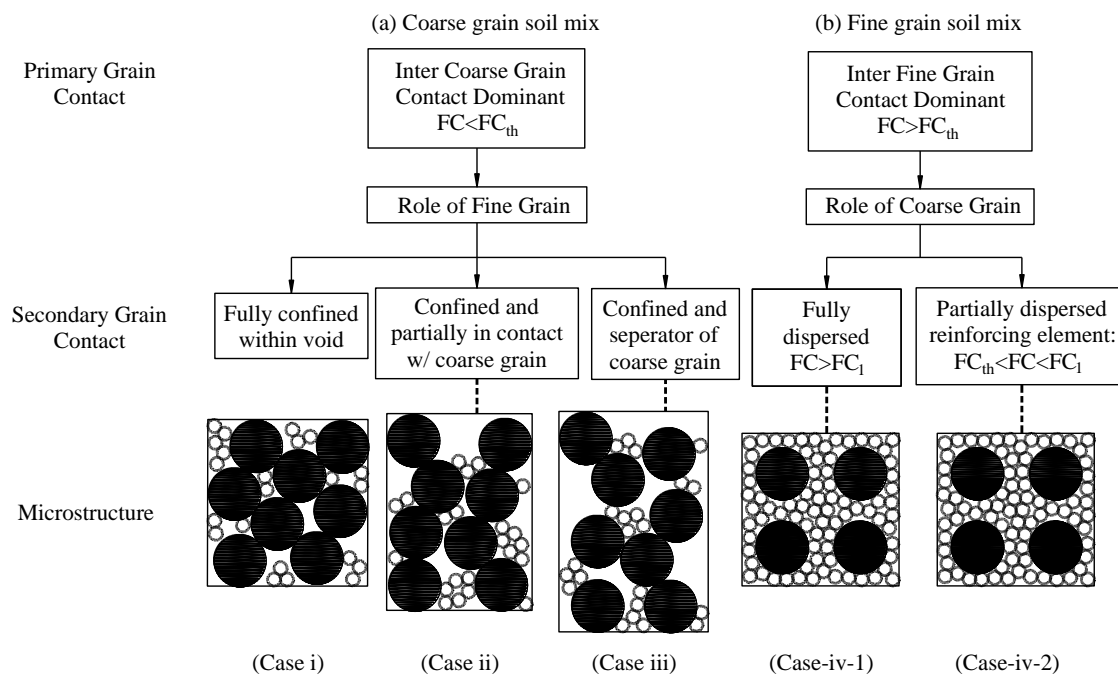 (a) Coarse grain soil mix
(b) Fine grain soil mix
Primary Grain
Contact
Inter Coarse Grain
Contact Dominant
FC<FCth
Inter Fine Grain
Contact Dominant
FC>FCth
Role of Fine Grain
Role of Coarse Grain
Secondary Grain
Contact
Fully confined
within void
Confined and
partially in contact
w/ coarse grain
Confined and
seperator of
coarse grain
Fully
dispersed
FC>FC1
Partially dispersed
reinforcing element:
FCth<FC<FC1
Microstructure
(Case i)
(Case ii)
(Case iii)
(Case-iv-1)
(Case-iv-2)